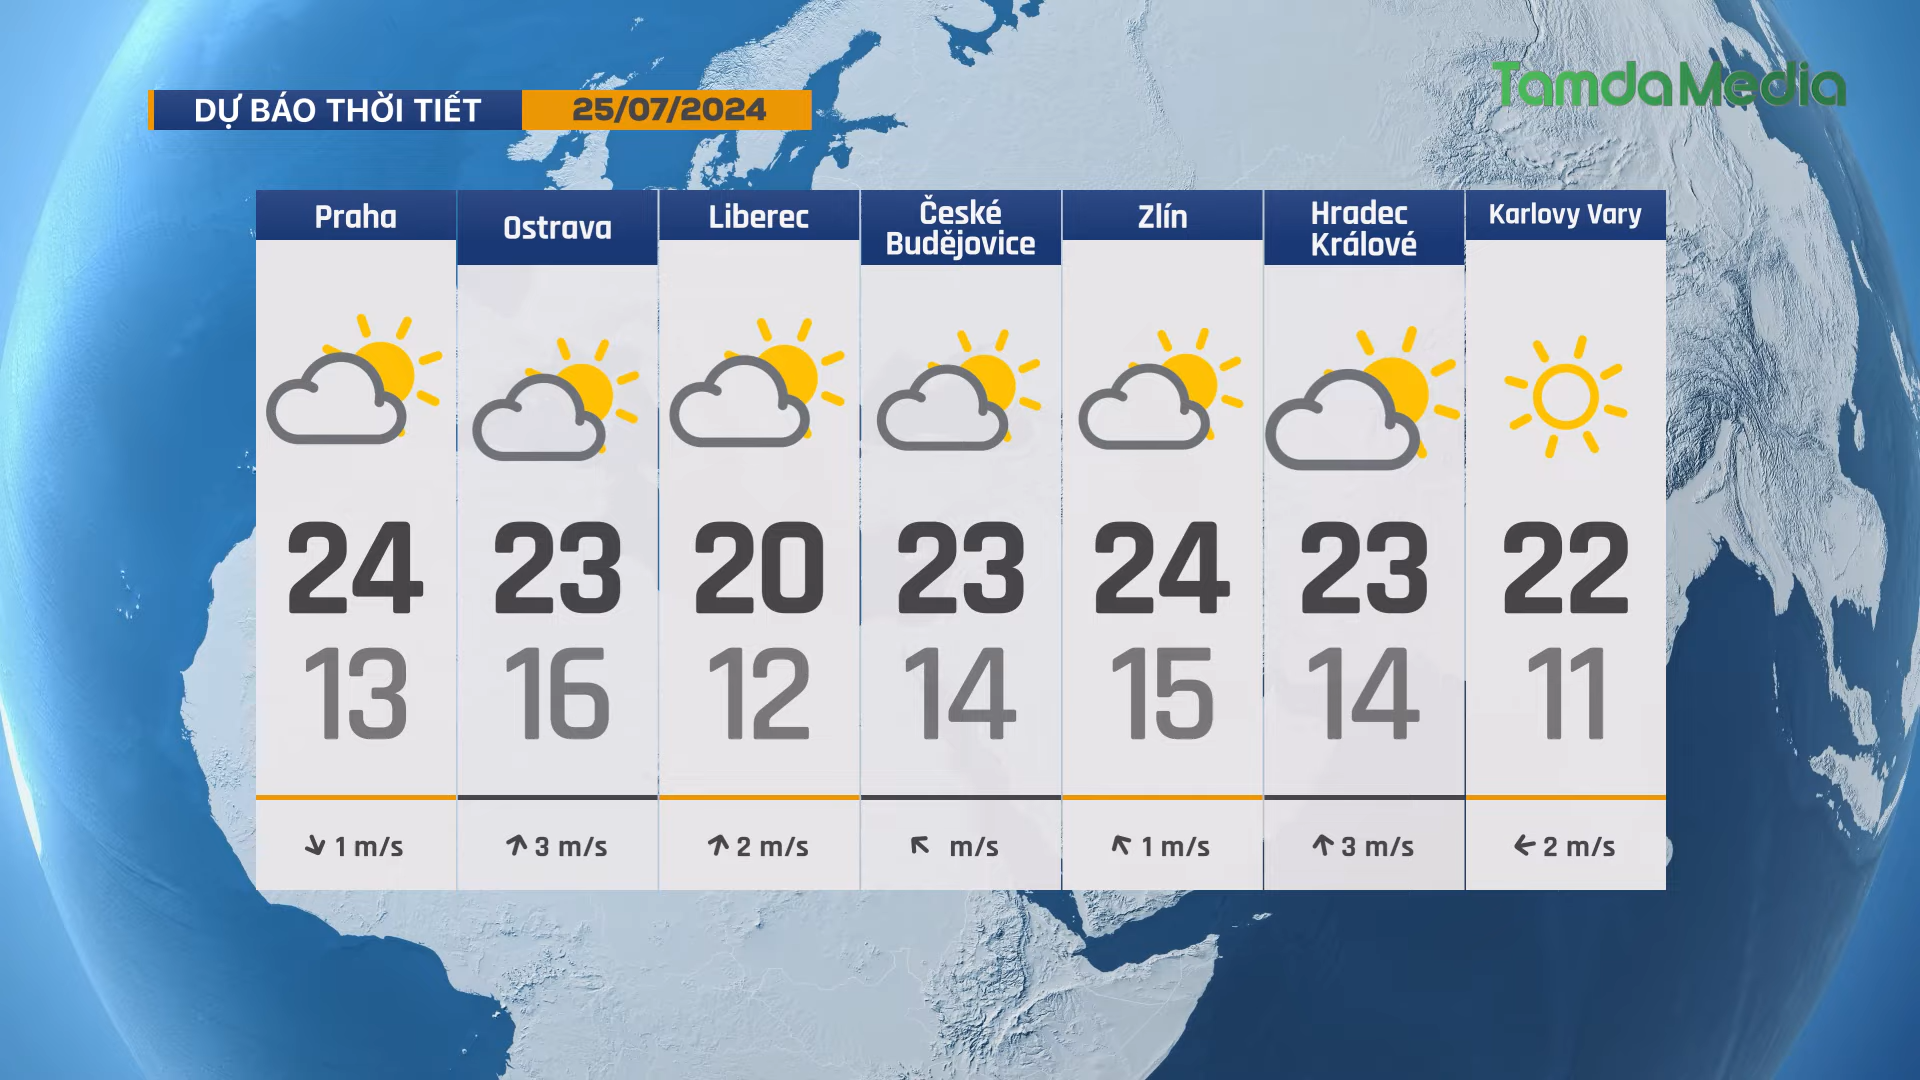 DỰ BÁO THỜI TIẾT
25/07/2024
TamdaMedia
Praha
Ostrava
Liberec
České
Budějovice
Zlín
Hradec
Králové
Karlovy Vary
24
23
20
23
24
23
22
13
16
12
14
15
14
11
1 m/s
3 m/s
2 m/s
m/s
1 m/s
3 m/s
2 m/s